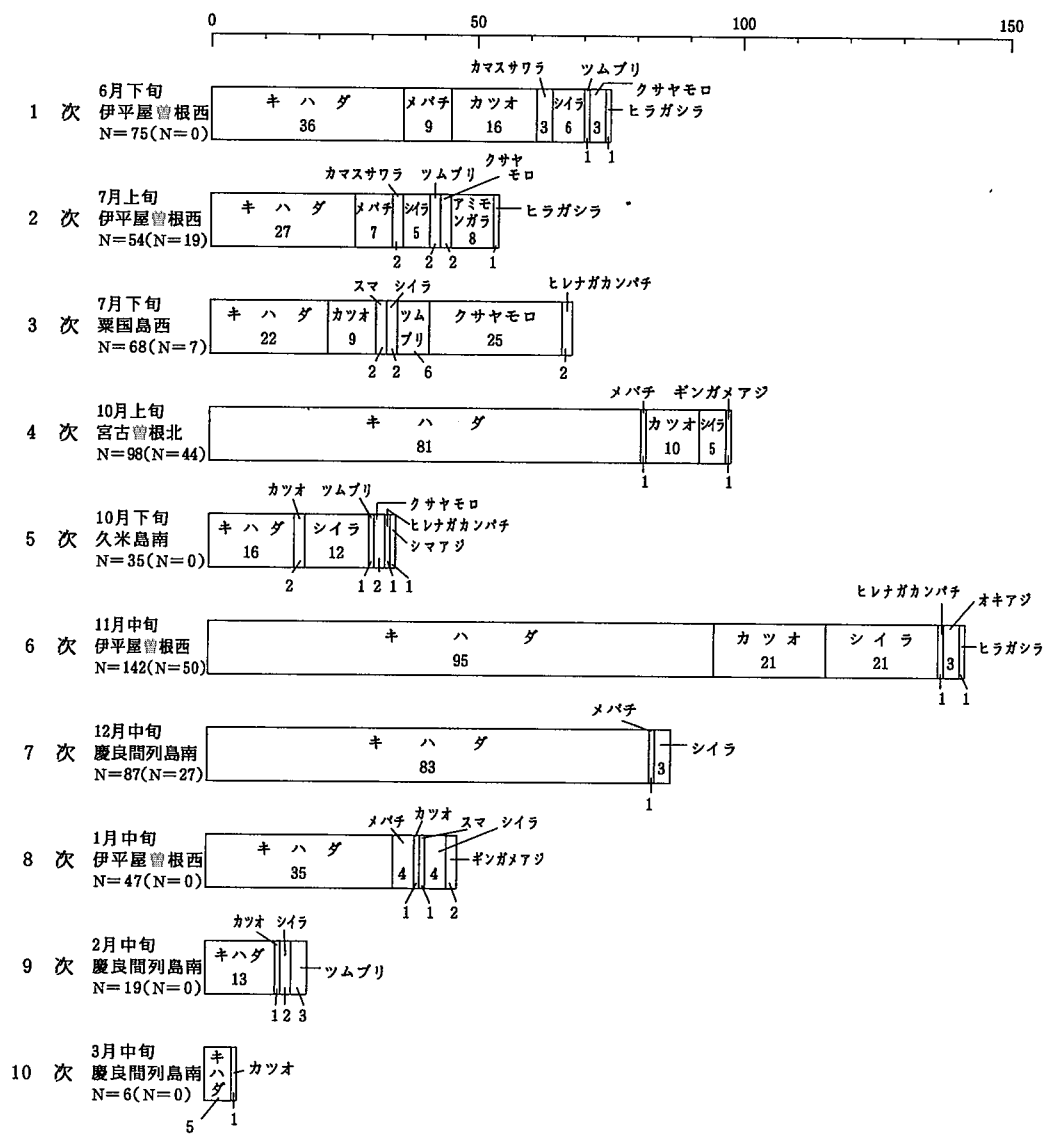 0 50 100 150
カマスサワラ ツムブリ
クサヤモロ
1 次 6月下旬 キ ハ ダ メバチ カツオ シイラ ヒラガシラ
伊平屋曽根西 36 9 16 3 6 3
N=75(N=0) 1 1
カマスサワラ ツムブリ クサヤモロ
2 次 7月上旬 キ ハ ダ メバチ シイラ アミモンガラ ヒラガシラ
伊平屋曽根西 27 7 5 8
N=54(N=19) 2 2 2 1
スマ シイラ ヒレナガカンパチ
3 次 7月下旬 キ ハ ダ カツオ ツムブリ クサヤモロ
粟国島西 22 9 25
N=68(N=7) 2 2 6 2
メバチ ギンガメアジ
4 次 10月上旬 キ ハ ダ カツオ シイラ
宮古曽根北 81 10 5
N=98(N=44) 1 1
カツオ ツムブリ クサヤモロ
ヒレナガカンパチ
5 次 10月下旬 キ ハ ダ シイラ シマアジ
久米島南 16 12
N=35(N=0) 2 1 2 1 1
ヒレナガカンパチ オキアジ
6 次 11月中旬 キ ハ ダ カツオ シイラ ヒラガシラ
伊平屋曽根西 95 21 21 3
N=142(N=50) 1 1
メバチ
7 次 12月中旬 キ ハ ダ シイラ
慶良間列島南 83 3
N=87(N=27) 1
メバチ カツオ スマ シイラ
8 次 1月中旬 キ ハ ダ ギンガメアジ
伊平屋曽根西 35 4 4
N=47(N=0) 1 1 2
カツオ シイラ
9 次 2月中旬 キハダ ツムブリ
慶良間列島南 13
N=19(N=0) 1 2 3
10 次 3月中旬 キハダ カツオ
慶良間列島南
N=6(N=0) 5 1